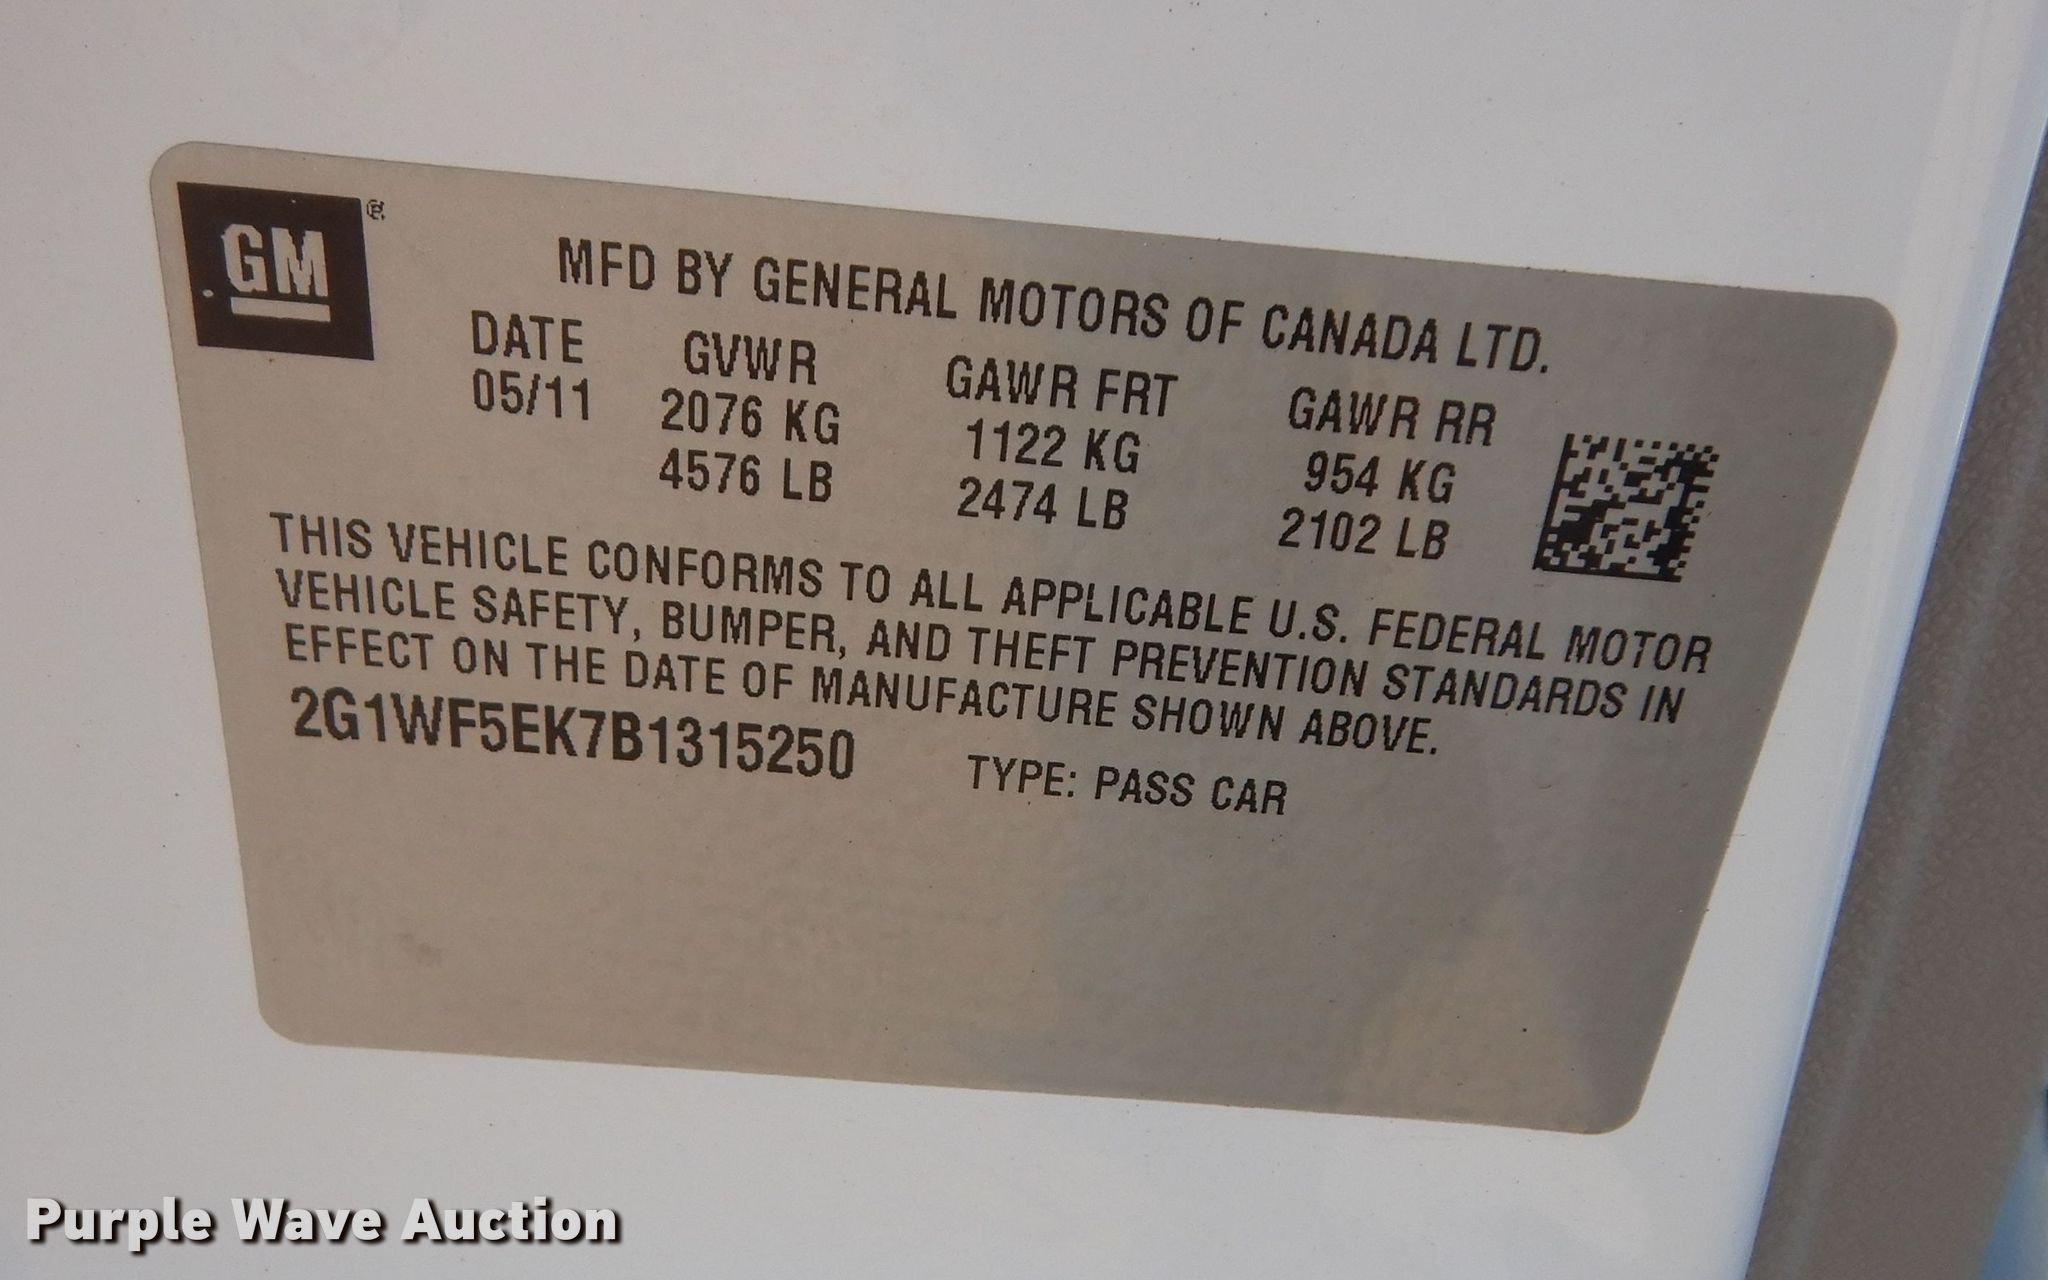 GM ®
MFD BY GENERAL MOTORS OF CANADA LTD.
DATE GVWR GAWR FRT GAWR RR
05/11 2076 KG 1122 KG 954 KG
4576 LB 2474 LB 2102 LB
THIS VEHICLE CONFORMS TO ALL APPLICABLE U.S. FEDERAL MOTOR
VEHICLE SAFETY, BUMPER, AND THEFT PREVENTION STANDARDS IN
EFFECT ON THE DATE OF MANUFACTURE SHOWN ABOVE.
2G1WF5EK7B1315250 TYPE: PASS CAR
Purple Wave Auction